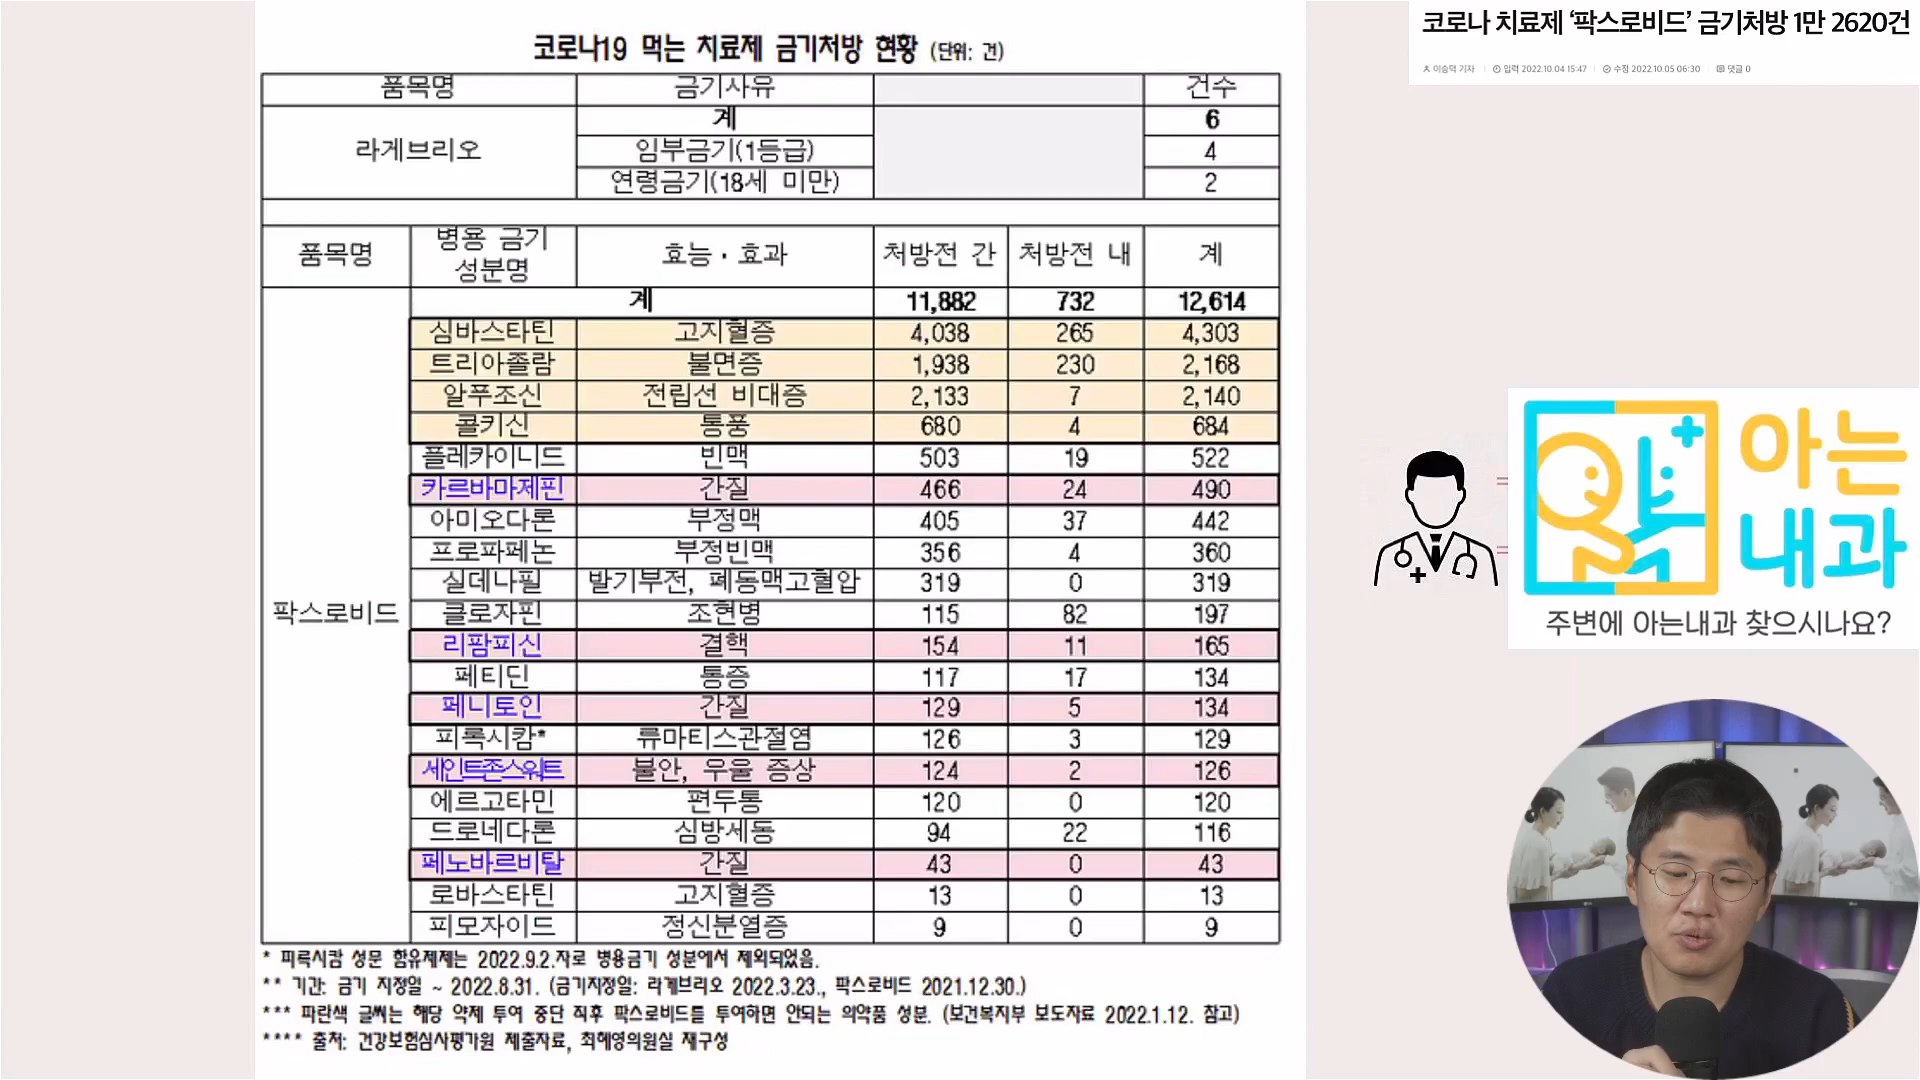 코로나 치료제 ‘팍스로비드’ 금기처방 1만 2620건
이승덕 기자 입력 2022.10.04 15:47 수정 2022.10.05 06:30 댓글 0
코로나19 먹는 치료제 금기처방 현황 (단위: 건)
품목명 금기사유 건수
라게브리오 계 6
임부금기(1등급) 4
연령금기(18세 미만) 2
품목명 병용 금기 성분명 효능·효과 처방전 간 처방전 내 계
팍스로비드 계 11,882 732 12,614
심바스타틴 고지혈증 4,038 265 4,303
트리아졸람 불면증 1,938 230 2,168
알푸조신 전립선 비대증 2,133 7 2,140
콜키신 통풍 680 4 684
플레카이니드 빈맥 503 19 522
카르바마제핀 간질 466 24 490
아미오다론 부정맥 405 37 442
프로파페논 부정빈맥 356 4 360
실데나필 발기부전, 폐동맥고혈압 319 0 319
클로자핀 조현병 115 82 197
리팜피신 결핵 154 11 165
페티딘 통증 117 17 134
페니토인 간질 129 5 134
피록시캄* 류마티스관절염 126 3 129
세인트존스워트 불안, 우울 증상 124 2 126
에르고타민 편두통 120 0 120
드로네다론 심방세동 94 22 116
페노바르비탈 간질 43 0 43
로바스타틴 고지혈증 13 0 13
피모자이드 정신분열증 9 0 9
* 피록시캄 성문 함유제제는 2022.9.2.자로 병용금기 성분에서 제외되었음.
** 기간: 금기 지정일 ~ 2022.8.31. (금기지정일: 라게브리오 2022.3.23., 팍스로비드 2021.12.30.)
*** 파란색 글씨는 해당 약제 투여 중단 직후 팍스로비드를 투여하면 안되는 의약품 성분. (보건복지부 보도자료 2022.1.12. 참고)
**** 출처: 건강보험심사평가원 제출자료, 최혜영의원실 재구성
아는
내과
주변에 아는내과 찾으시나요?